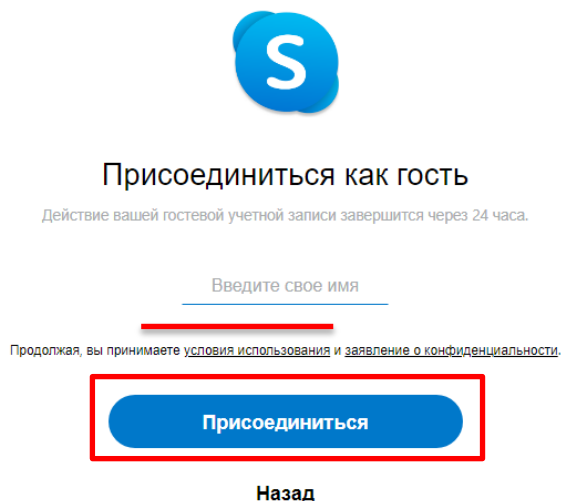 S
Присоединиться как гость
Действие вашей гостевой учетной записи завершится через 24 часа.
Введите свое имя
Продолжая, вы принимаете условия использования и заявление о конфиденциальности.
Присоединиться
Назад